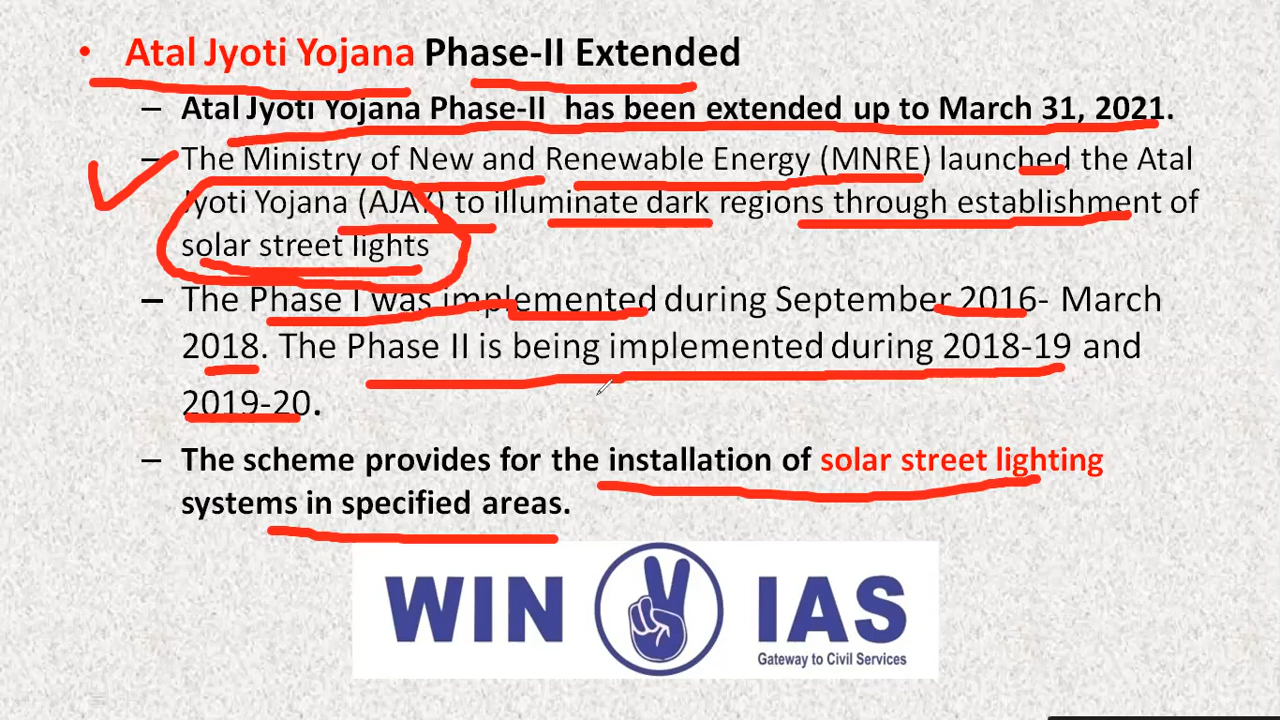 • Atal Jyoti Yojana Phase-II Extended
– Atal Jyoti Yojana Phase-II has been extended up to March 31, 2021.
– The Ministry of New and Renewable Energy (MNRE) launched the Atal
Jyoti Yojana (AJAY) to illuminate dark regions through establishment of
solar street lights
– The Phase I was implemented during September 2016- March
2018. The Phase II is being implemented during 2018-19 and
2019-20.
– The scheme provides for the installation of solar street lighting
systems in specified areas.
WIN IAS
Gateway to Civil Services